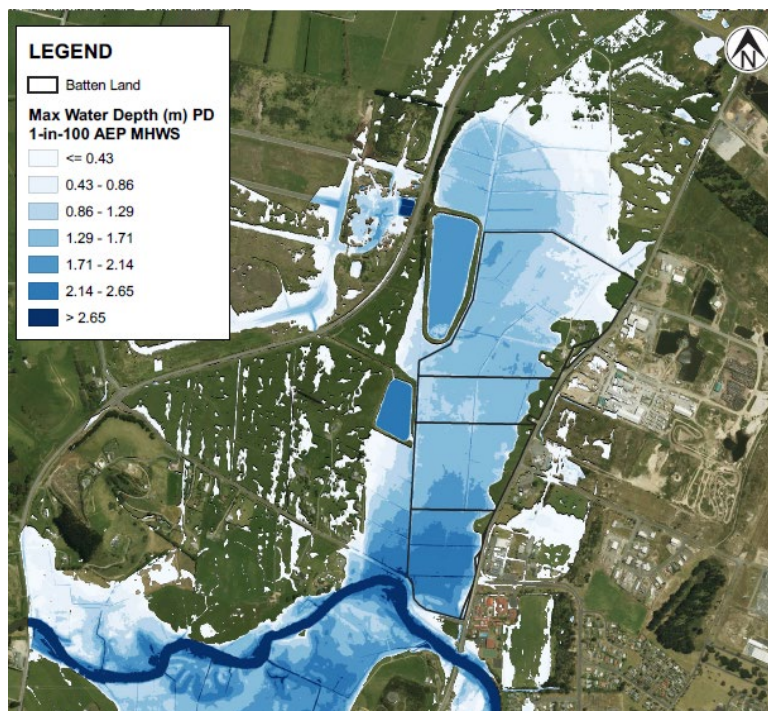 LEGEND
Batten Land
Max Water Depth (m) PD
1-in-100 AEP MHWS
<= 0.43
0.43 - 0.86
0.86 - 1.29
1.29 - 1.71
1.71 - 2.14
2.14 - 2.65
> 2.65
N